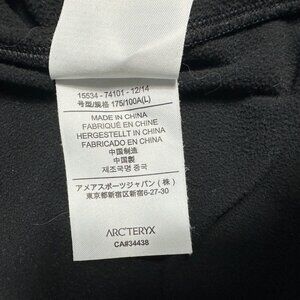 15534 - 74101 - 12/14
号型/规格 175/100A(L)
MADE IN CHINA
FABRIQUÉ EN CHINE
HERGESTELLT IN CHINA
FABRICADO EN CHINA
中国制造
中国製
제조국명 중국
アメアスポーツジャパン(株)
東京都新宿区新宿6-27-30
ARC'TERYX
CA#34438